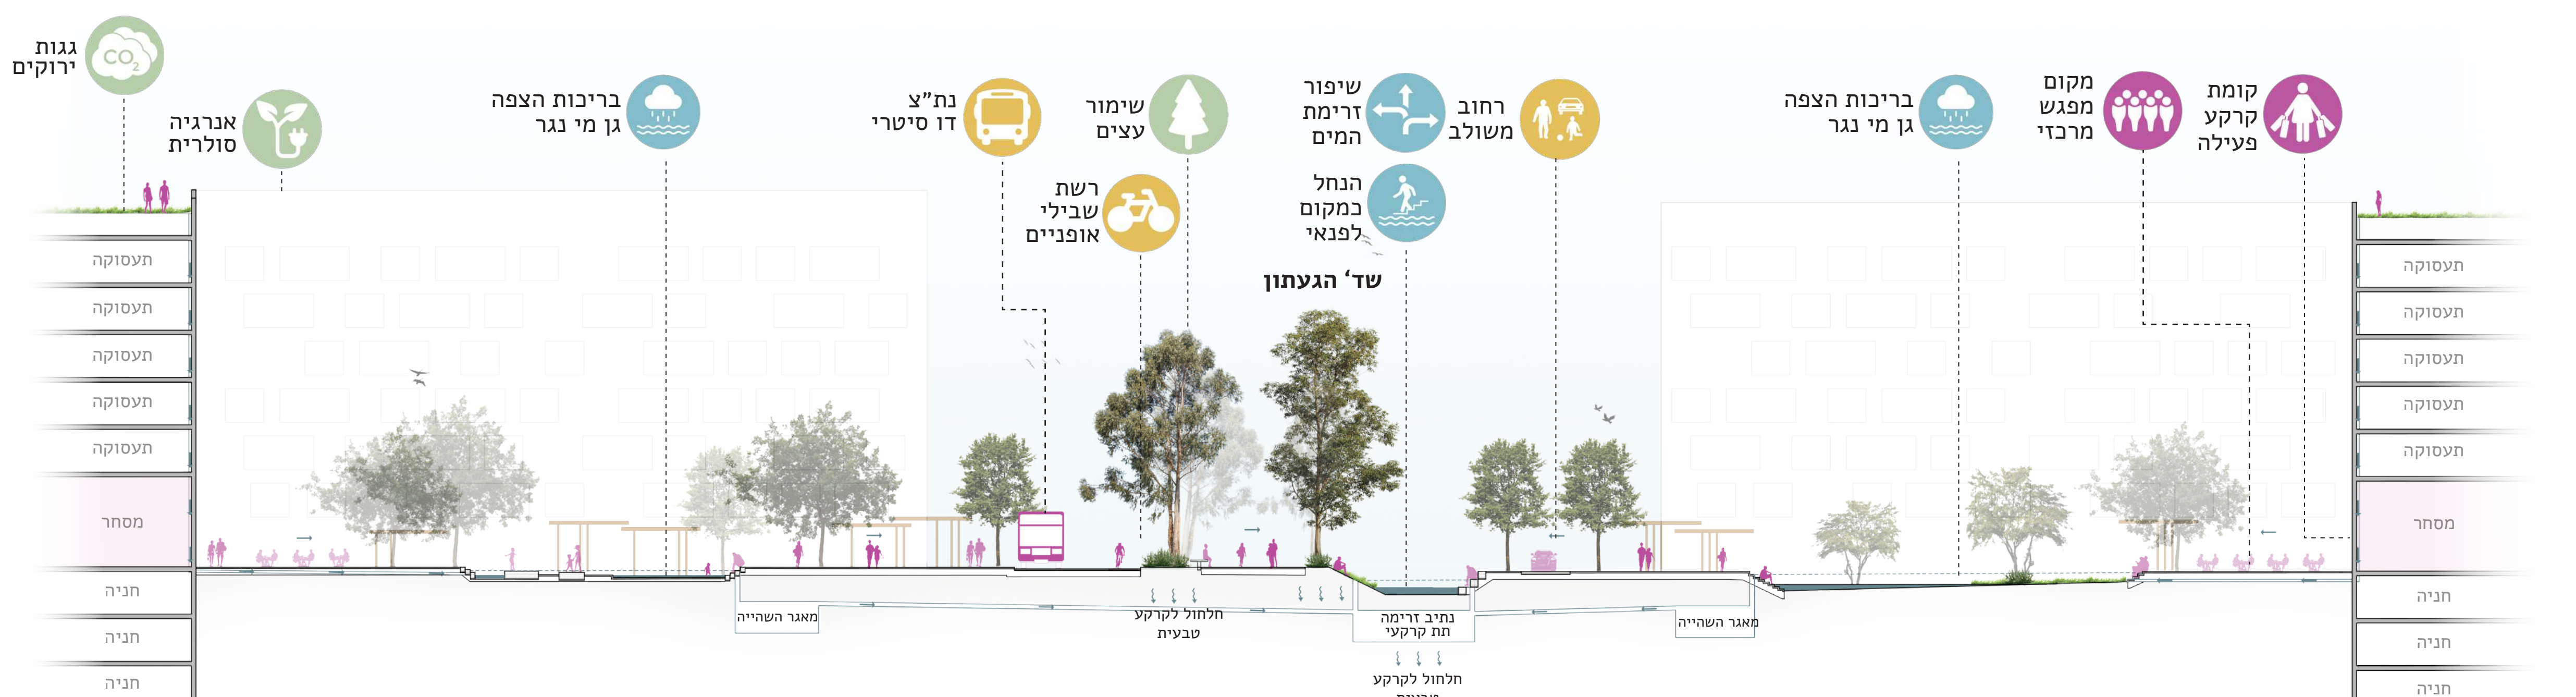 קומת
קרקע
פעילה
מקום
מפגש
מרכזי
בריכות הצפה
גן מי נגר
רחוב
משולב
שיפור
זרימת
המים
הנחל
כמקום
לפנאי
שימור
עצים
רשת
שבילי
אופניים
נת"צ
דו סיטרי
בריכות הצפה
גן מי נגר
אנרגיה
סולרית
גגות
ירוקים
CO2
שד' הגעתון
תעסוקה
תעסוקה
תעסוקה
תעסוקה
תעסוקה
מסחר
חניה
חניה
חניה
מאגר השהייה
נתיב זרימה
תת קרקעי
חלחול לקרקע
טבעית
חלחול לקרקע
טבעית
מאגר השהייה
תעסוקה
תעסוקה
תעסוקה
תעסוקה
תעסוקה
מסחר
חניה
חניה
חניה